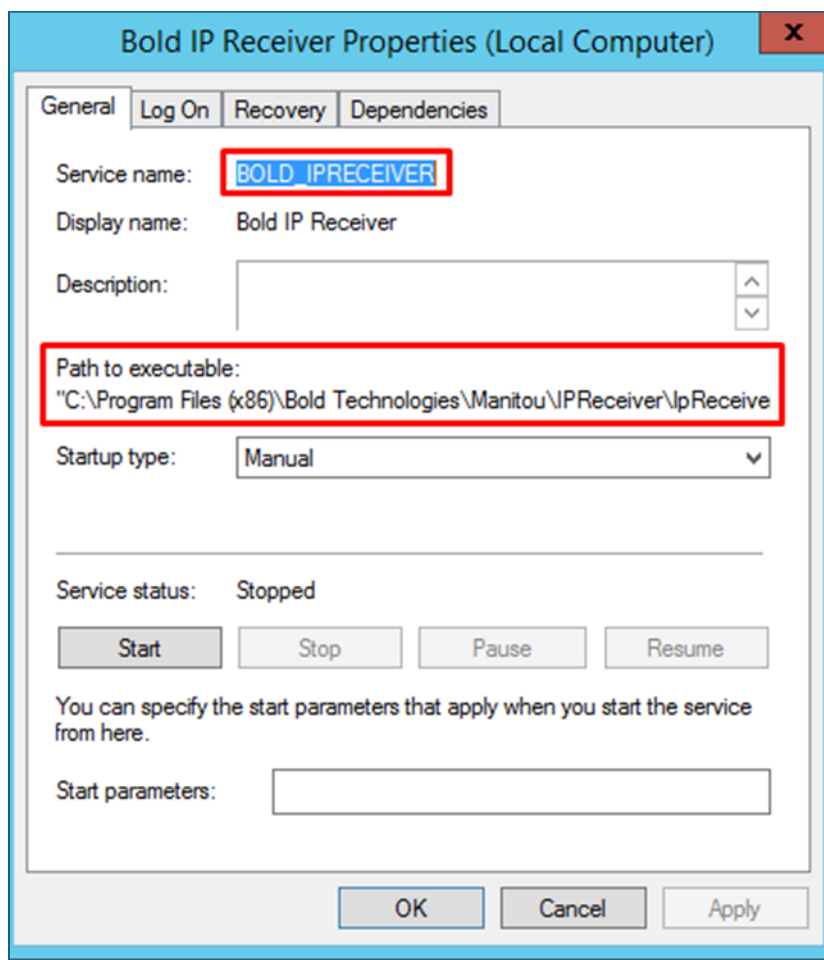 Bold IP Receiver Properties (Local Computer)
x
General Log On Recovery Dependencies
Service name: BOLD_IPRECEIVER
Display name: Bold IP Receiver
Description:
Path to executable:
"C:\Program Files (x86)\Bold Technologies\Manitou\IPReceiver\IpReceive
Startup type: Manual
Service status: Stopped
Start Stop Pause Resume
You can specify the start parameters that apply when you start the service
from here.
Start parameters:
OK Cancel Apply